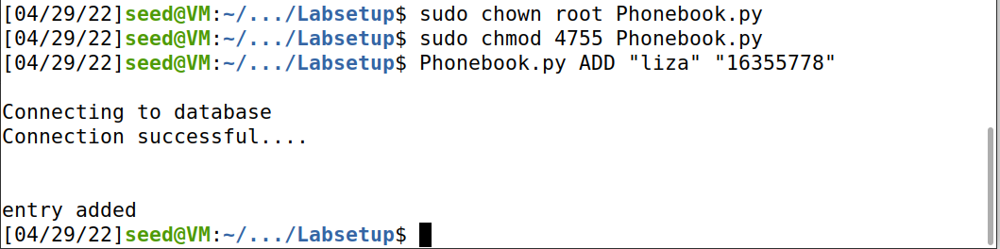 [04/29/22]seed@VM:~/.../Labsetup$ sudo chown root Phonebook.py
[04/29/22]seed@VM:~/.../Labsetup$ sudo chmod 4755 Phonebook.py
[04/29/22]seed@VM:~/.../Labsetup$ Phonebook.py ADD "liza" "16355778"
Connecting to database
Connection successful....
entry added
[04/29/22]seed@VM:~/.../Labsetup$